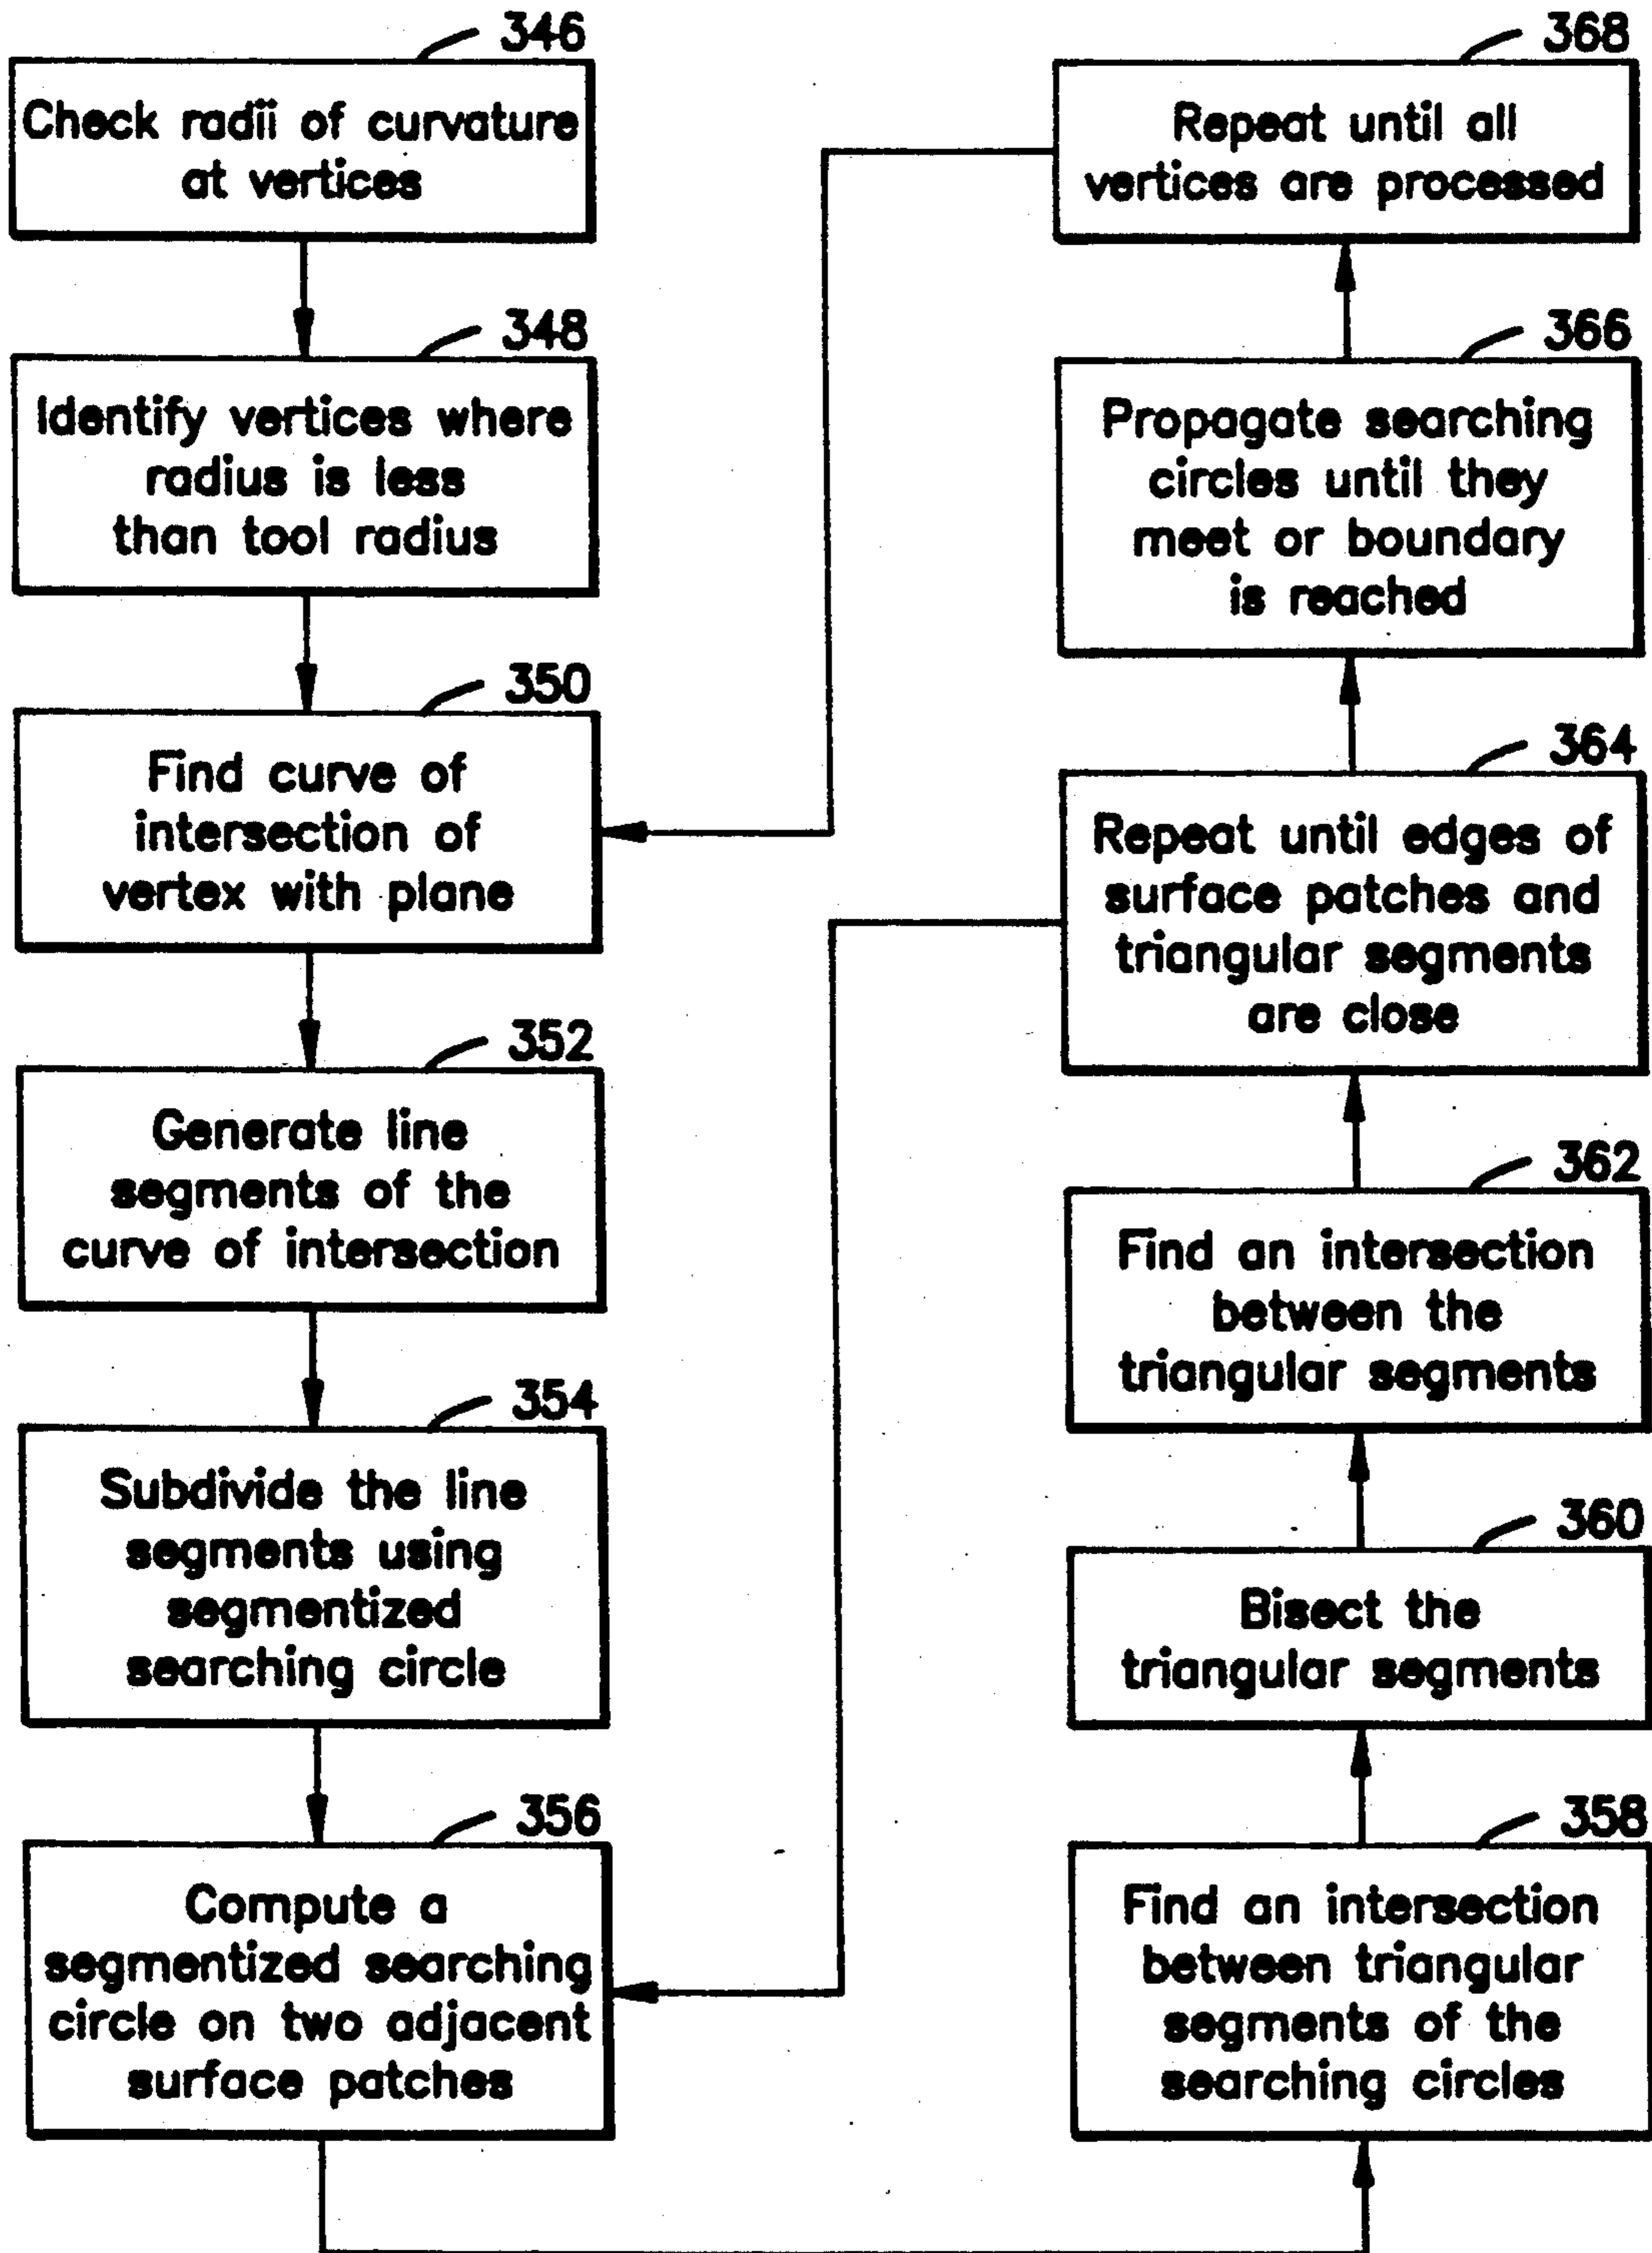 346
Check radii of curvature
at vertices
348
Identify vertices where
radius is less
than tool radius
350
Find curve of
intersection of
vertex with plane
352
Generate line
segments of the
curve of intersection
354
Subdivide the line
segments using
segmentized
searching circle
356
Compute a
segmentized searching
circle on two adjacent
surface patches
358
Find an intersection
between triangular
segments of the
searching circles
360
Bisect the
triangular segments
362
Find an intersection
between the
triangular segments
364
Repeat until edges of
surface patches and
triangular segments
are close
366
Propagate searching
circles until they
meet or boundary
is reached
368
Repeat until all
vertices are processed